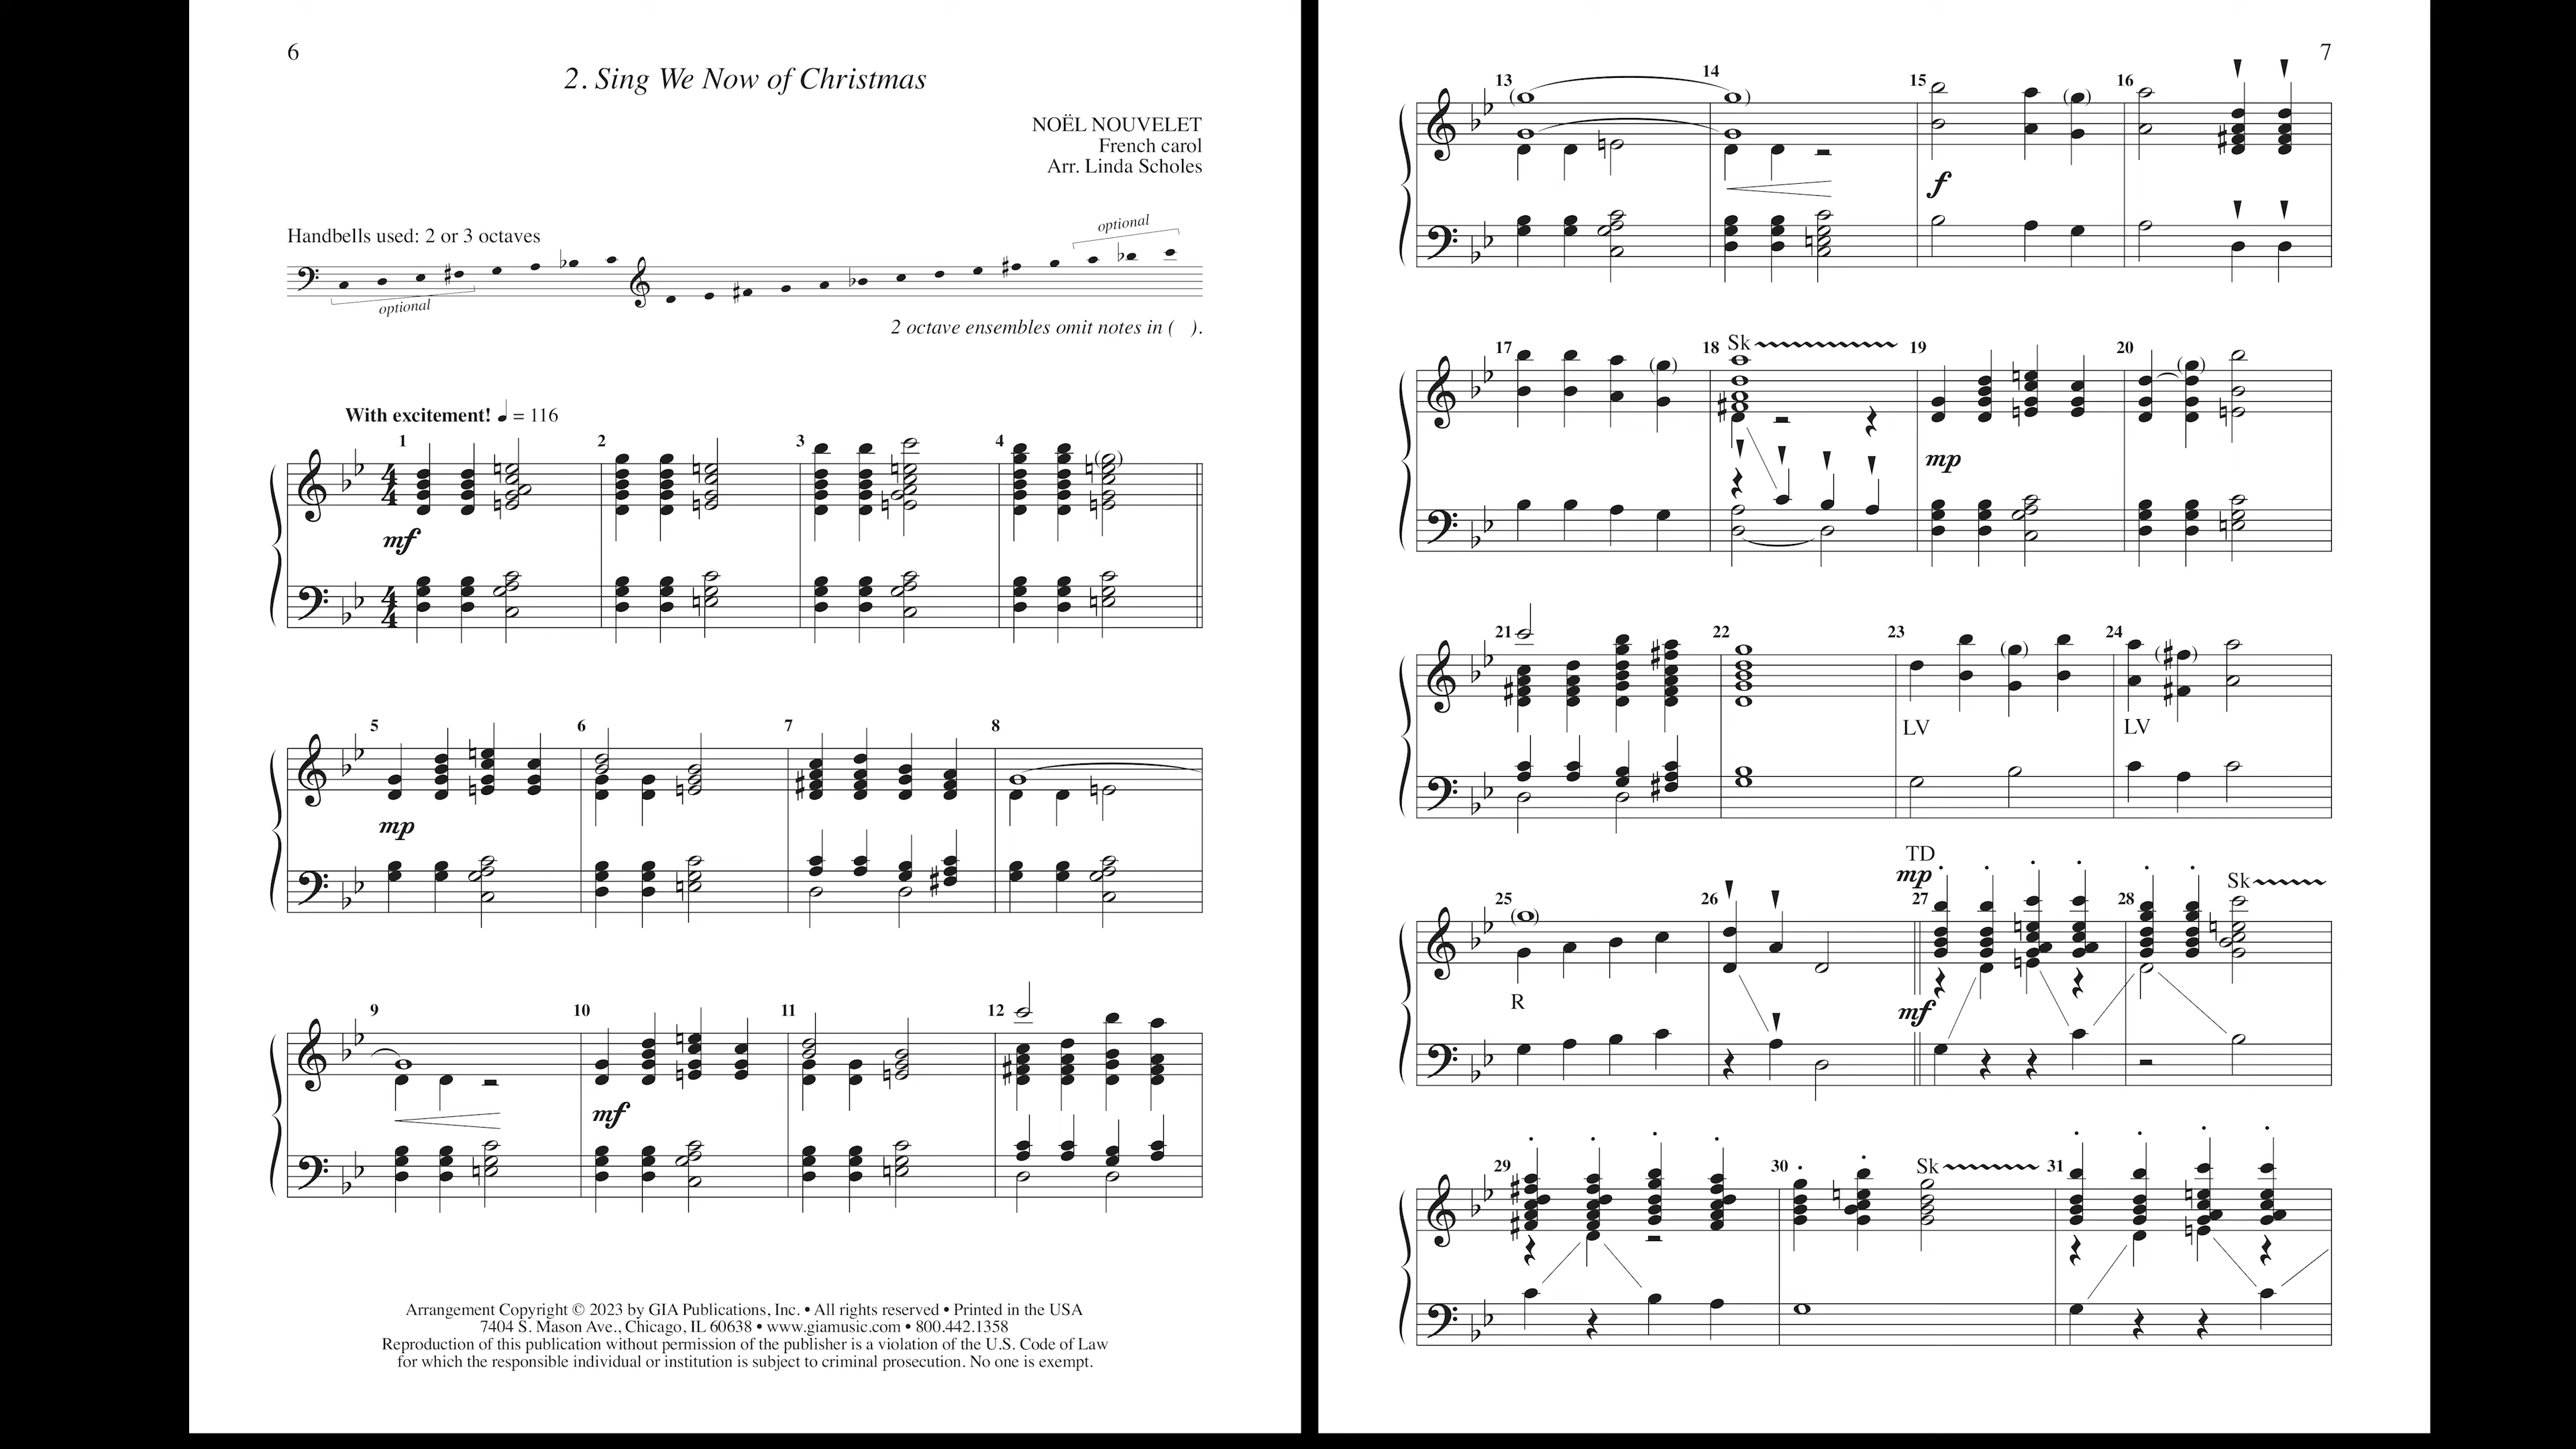 6
2. Sing We Now of Christmas
NOËL NOUVELET
French carol
Arr. Linda Scholes
Handbells used: 2 or 3 octaves
optional
optional
2 octave ensembles omit notes in ( ).
With excitement! ♩ = 116
1 2 3 4
4 4
mf
4 4
5 6 7 8
mp
9 10 11 12
mf
Arrangement Copyright © 2023 by GIA Publications, Inc. • All rights reserved • Printed in the USA
7404 S. Mason Ave., Chicago, IL 60638 • www.giamusic.com • 800.442.1358
Reproduction of this publication without permission of the publisher is a violation of the U.S. Code of Law
for which the responsible individual or institution is subject to criminal prosecution. No one is exempt.
7
13 14 15 16
f
17 18 Sk 19 20
mp
21 22 23 24
LV LV
TD
mp
25 26 27 28 Sk
R mf
29 30 Sk 31